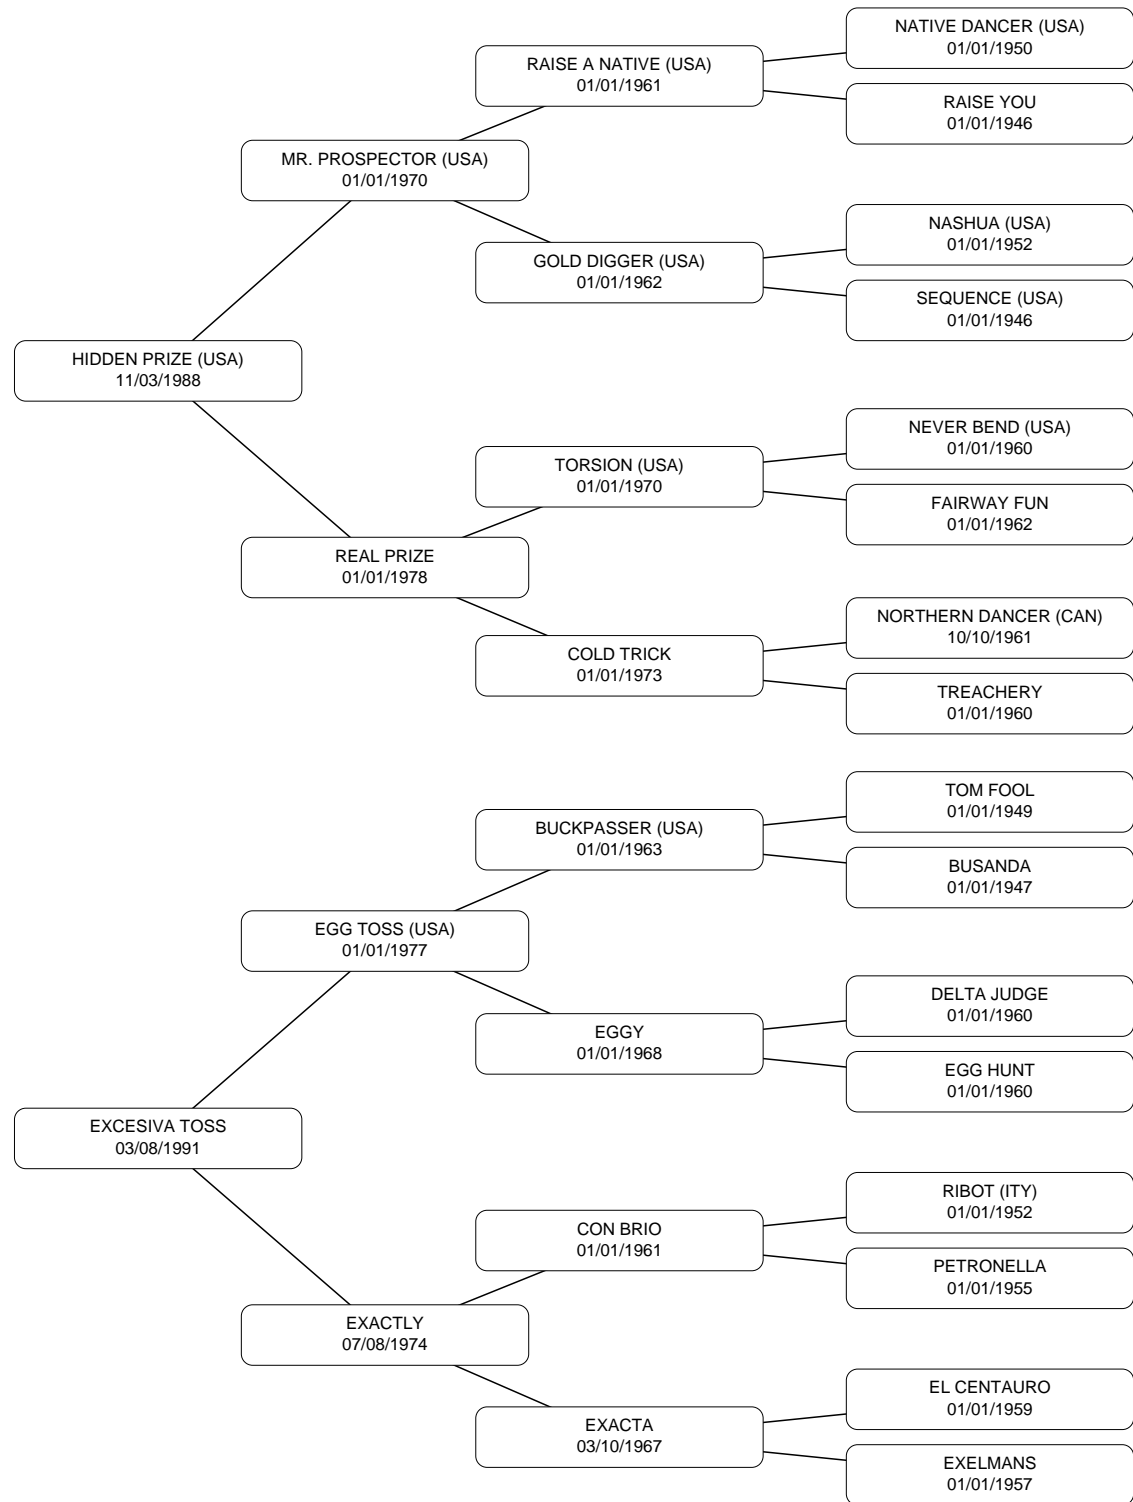 NATIVE DANCER (USA)
01/01/1950
RAISE A NATIVE (USA)
01/01/1961
RAISE YOU
01/01/1946
MR. PROSPECTOR (USA)
01/01/1970
NASHUA (USA)
01/01/1952
GOLD DIGGER (USA)
01/01/1962
SEQUENCE (USA)
01/01/1946
HIDDEN PRIZE (USA)
11/03/1988
NEVER BEND (USA)
01/01/1960
TORSION (USA)
01/01/1970
FAIRWAY FUN
01/01/1962
REAL PRIZE
01/01/1978
NORTHERN DANCER (CAN)
10/10/1961
COLD TRICK
01/01/1973
TREACHERY
01/01/1960
TOM FOOL
01/01/1949
BUCKPASSER (USA)
01/01/1963
BUSANDA
01/01/1947
EGG TOSS (USA)
01/01/1977
DELTA JUDGE
01/01/1960
EGGY
01/01/1968
EGG HUNT
01/01/1960
EXCESIVA TOSS
03/08/1991
RIBOT (ITY)
01/01/1952
CON BRIO
01/01/1961
PETRONELLA
01/01/1955
EXACTLY
07/08/1974
EL CENTAURO
01/01/1959
EXACTA
03/10/1967
EXELMANS
01/01/1957